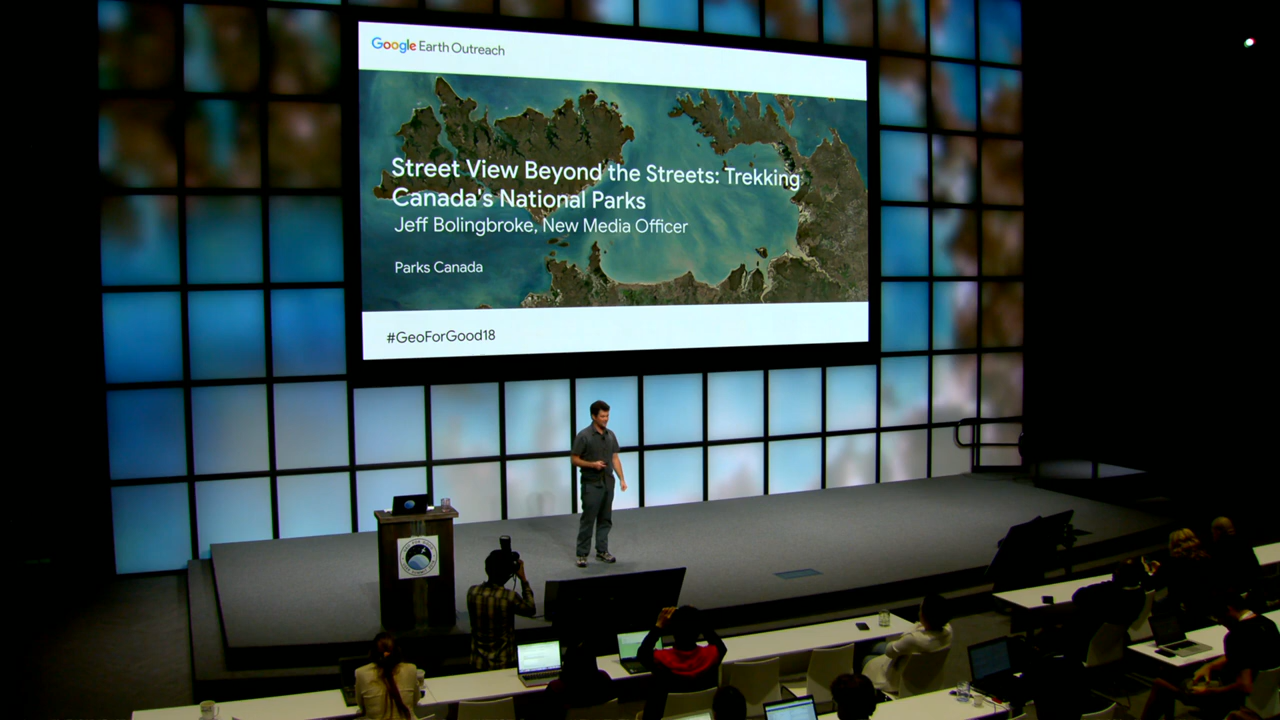 Google Earth Outreach
Street View Beyond the Streets: Trekking
Canada's National Parks
Jeff Bolingbroke, New Media Officer
Parks Canada
#GeoForGood18